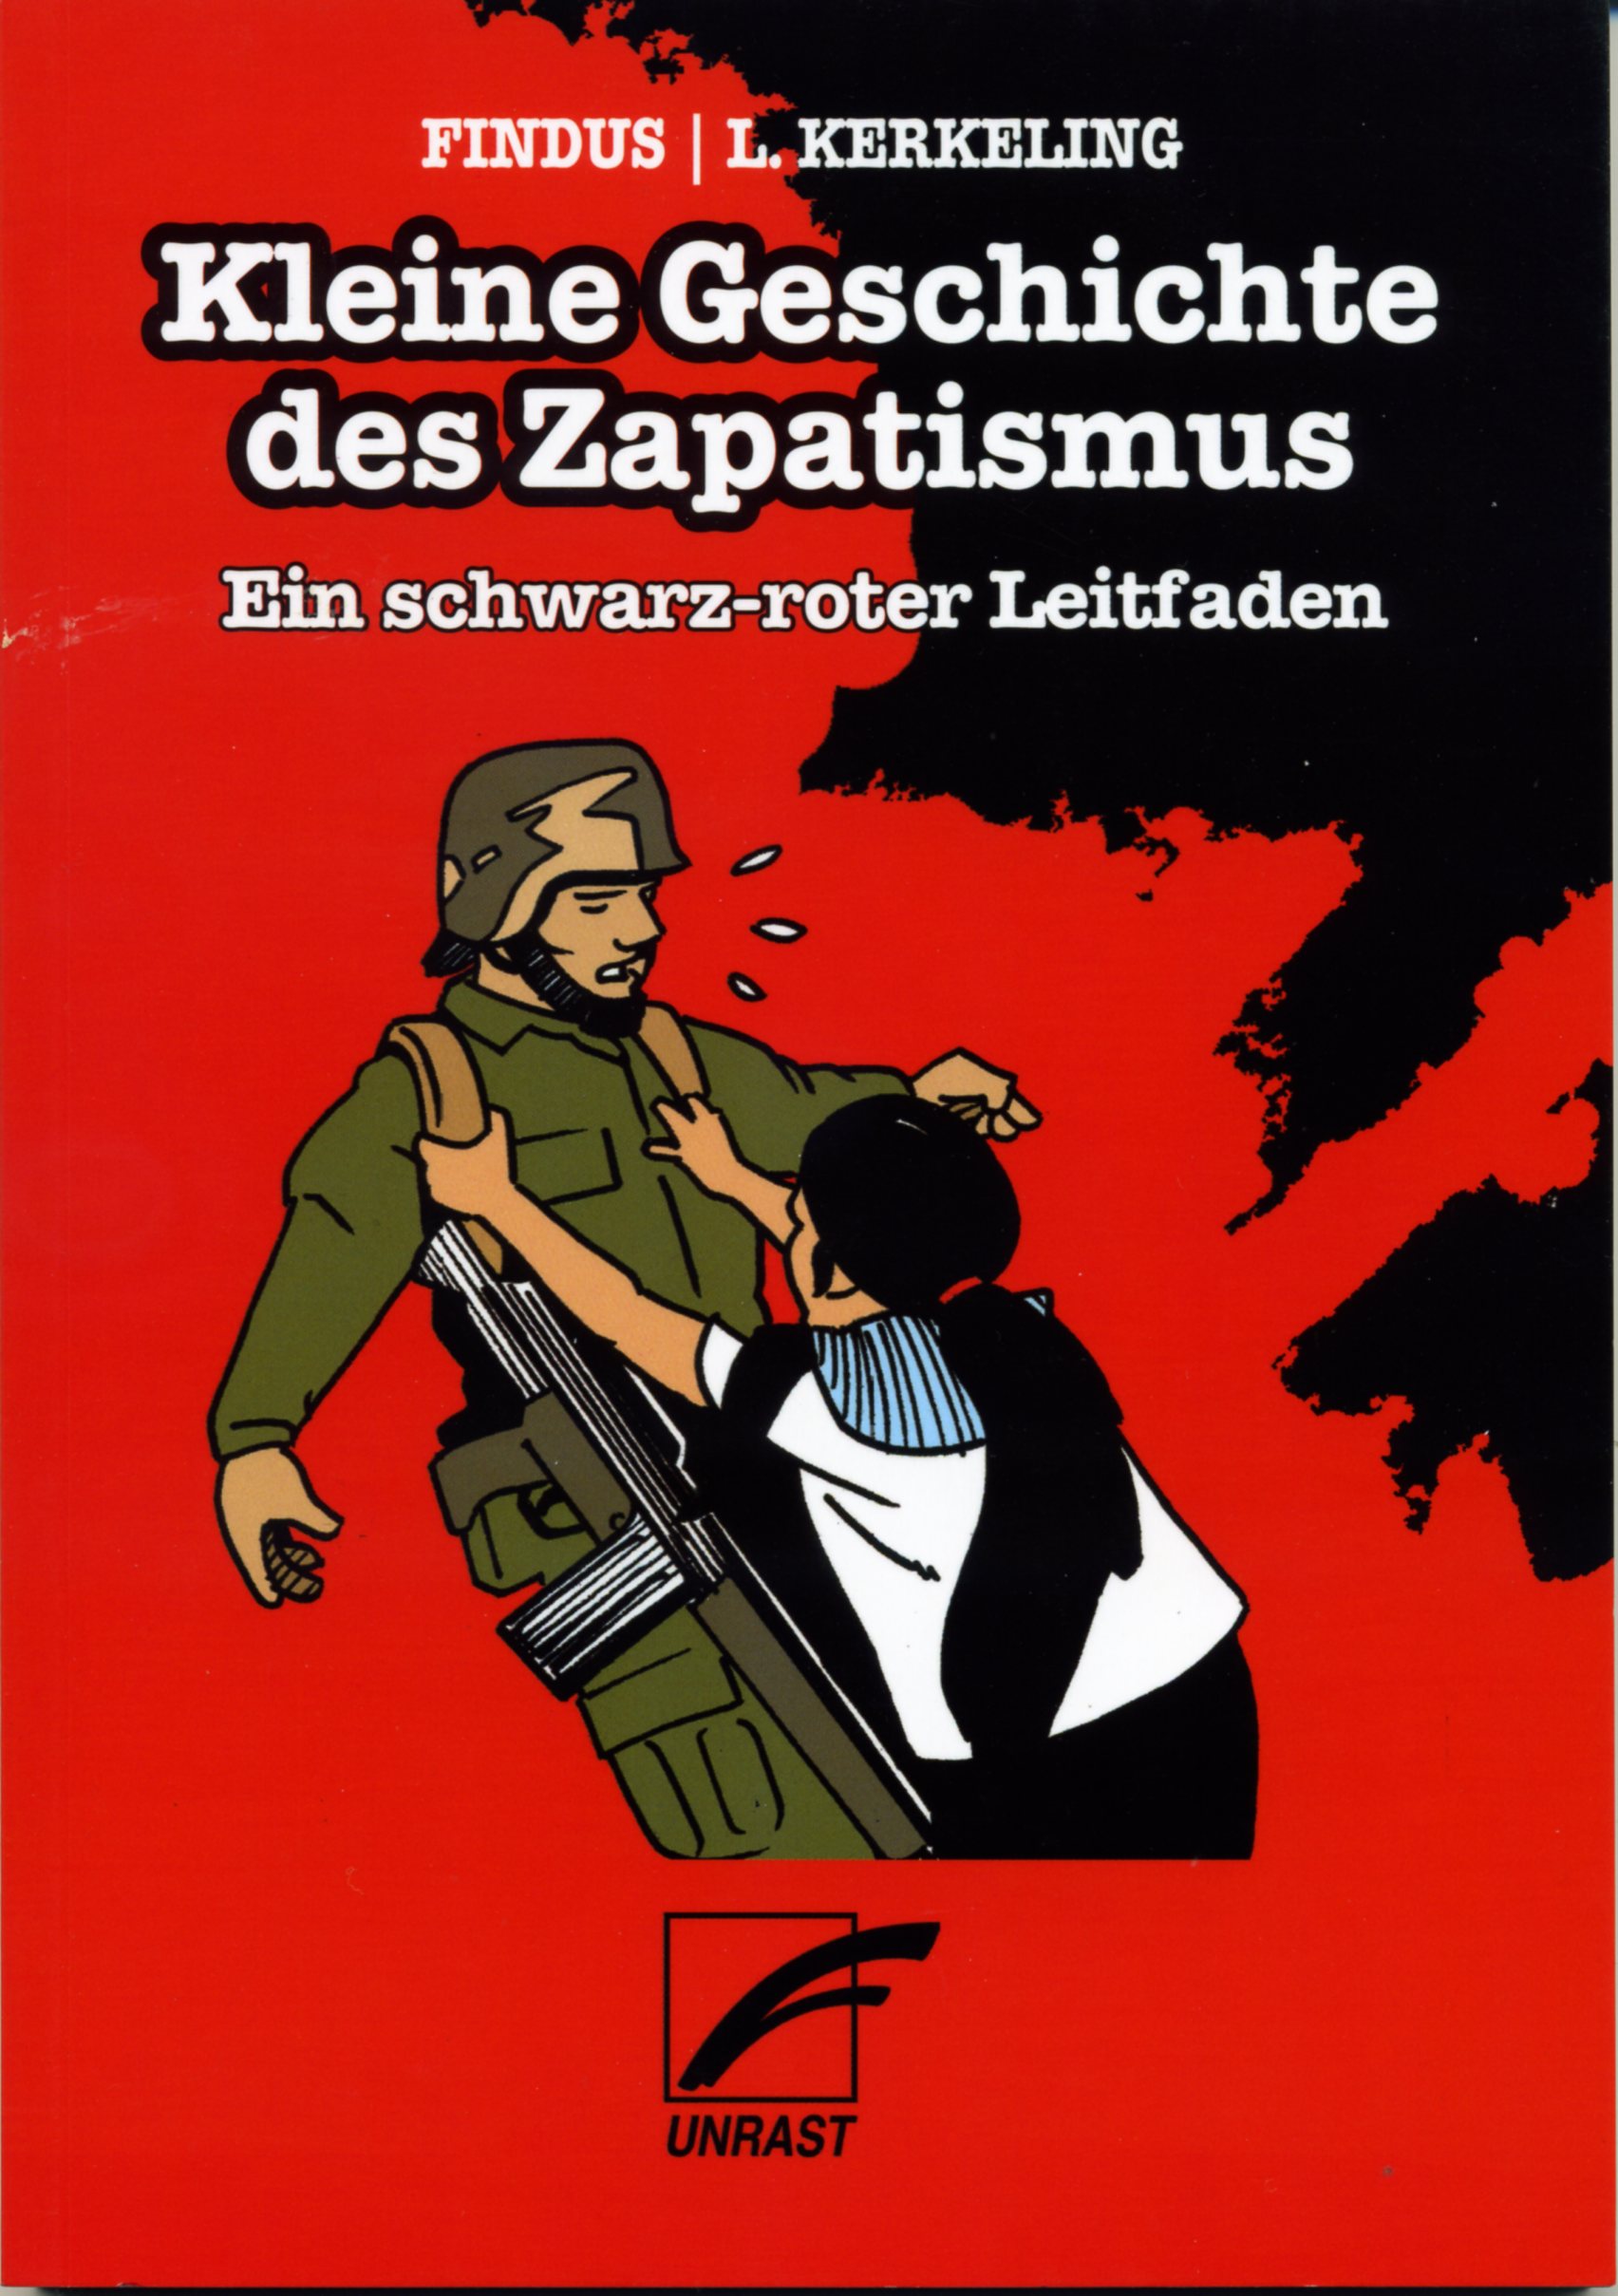 FINDUS | L. KERKELING
Kleine Geschichte
des Zapatismus
Ein schwarz-roter Leitfaden
UNRAST